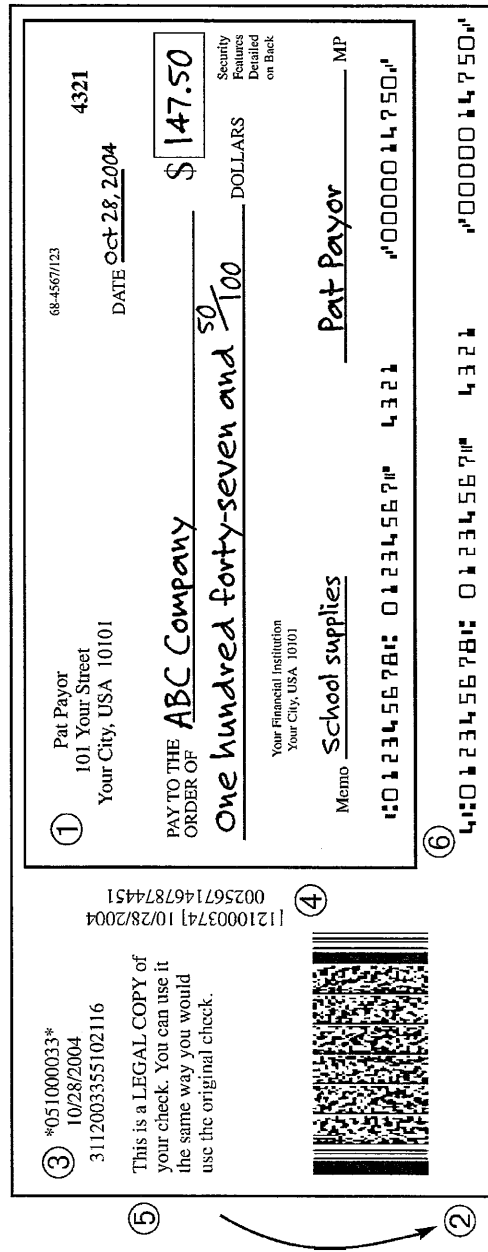 ③ *051000033*
10/28/2004
3112003355102116
⑤ This is a LEGAL COPY of
your check. You can use it
the same way you would
use the original check.
②
[121000374] 10/28/2004
0025671467874451
④
① Pat Payor
101 Your Street
Your City, USA 10101
68-4567/123
4321
DATE Oct 28, 2004
PAY TO THE
ORDER OF ABC Company $ 147.50
One hundred forty-seven and 50/100 DOLLARS
Security
Features
Detailed
on Back
Your Financial Institution
Your City, USA 10101
Memo School supplies Pat Payor MP
⑆012345678⑆ 01234567⑈ 4321 ⑇0000014750⑇
⑥
4⑆012345678⑆ 01234567⑈ 4321 ⑇0000014750⑇